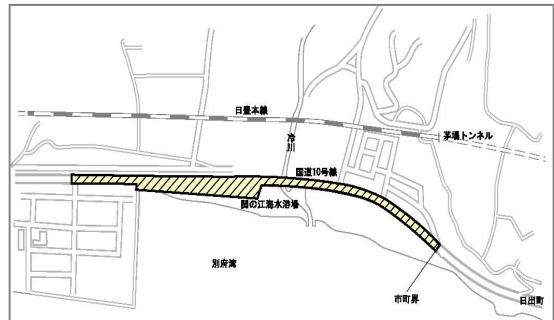 日豊本線
茅場トンネル
冷川
国道10号線
関の江海水浴場
別府湾
市町界
日出町